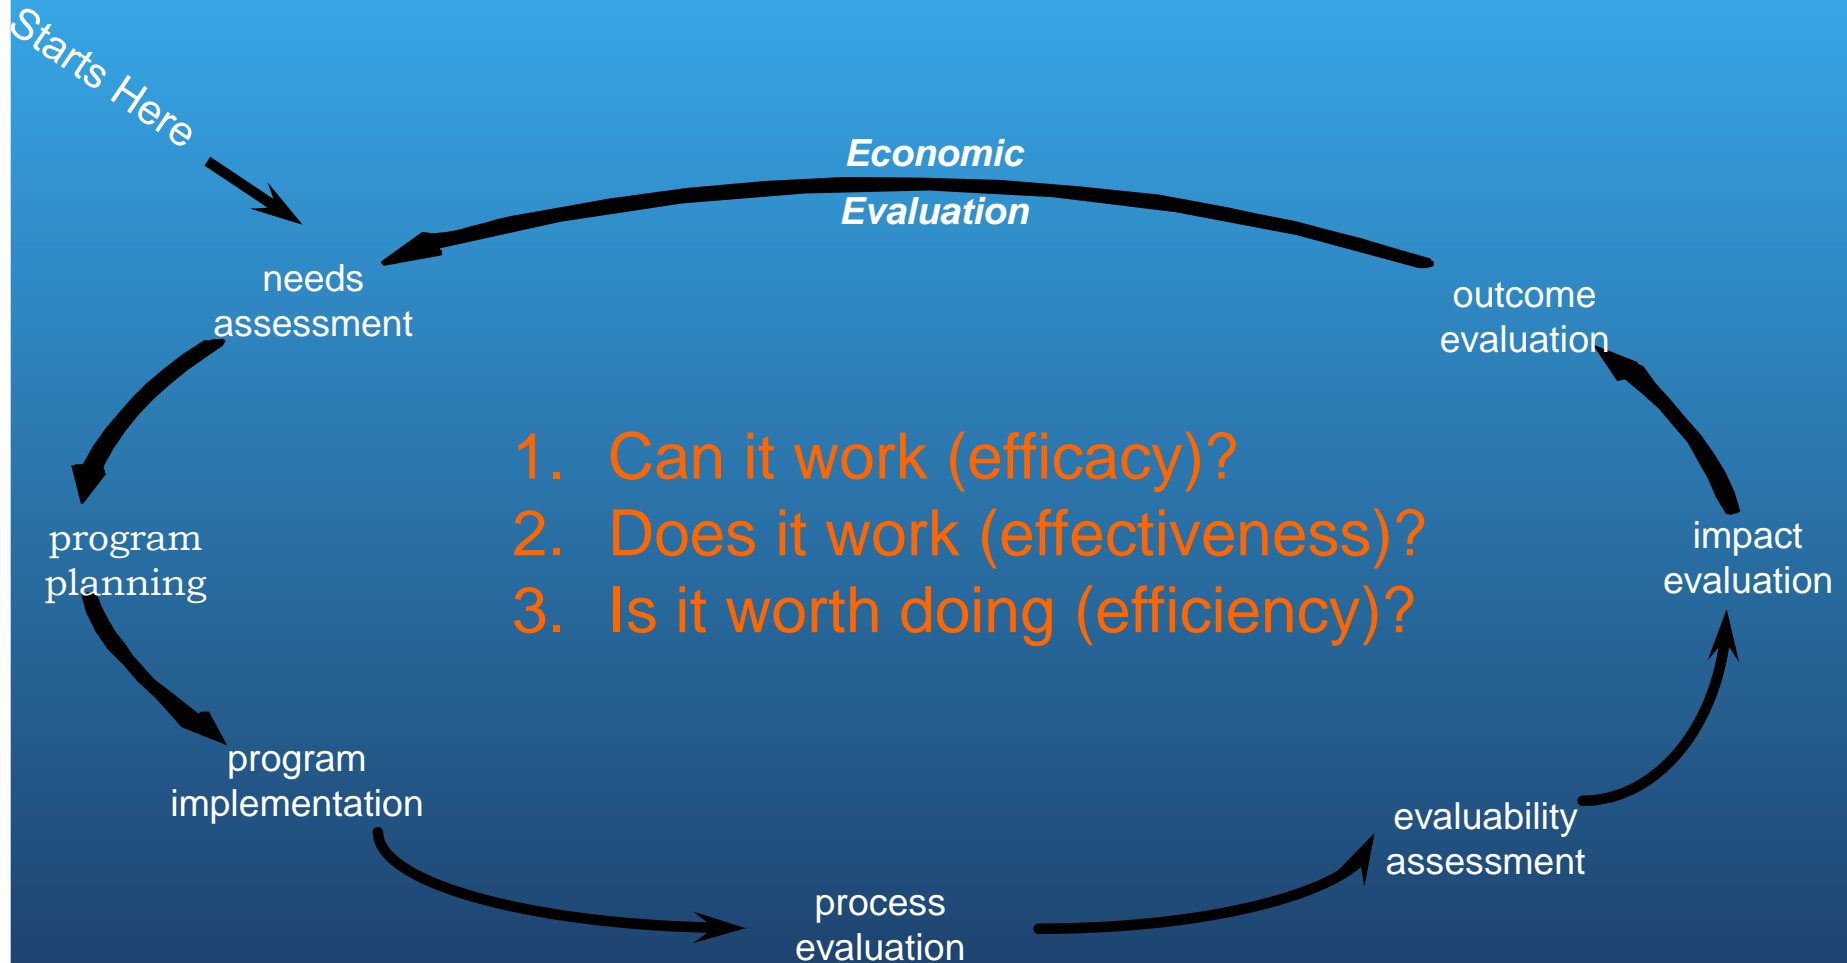 Starts Here
Economic
Evaluation
needs
assessment
outcome
evaluation
1. Can it work (efficacy)?
2. Does it work (effectiveness)?
3. Is it worth doing (efficiency)?
program
planning
impact
evaluation
program
implementation
evaluability
assessment
process
evaluation